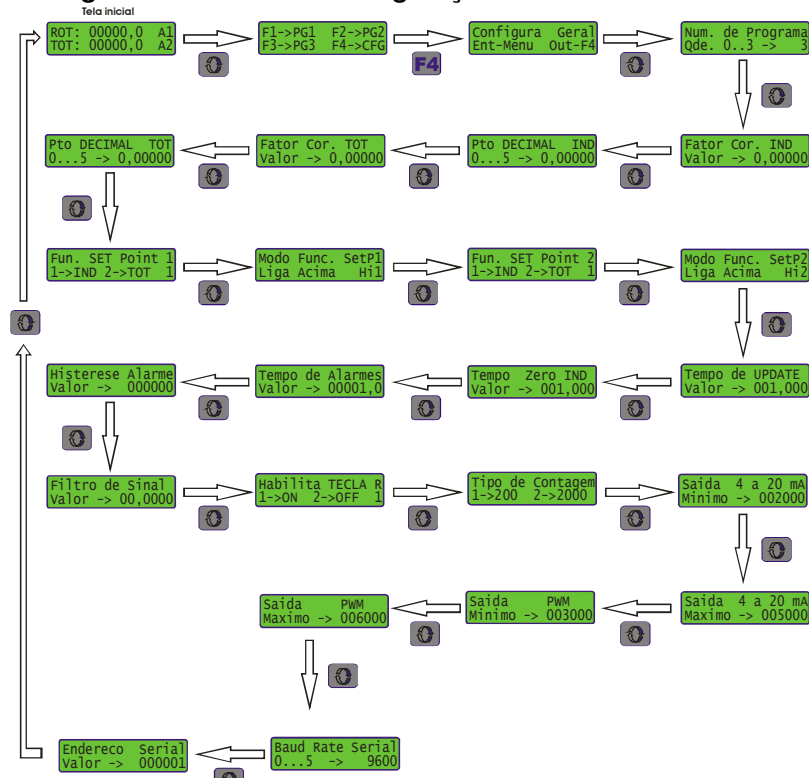 Tela inicial
ROT: 00000,0 A1
TOT: 00000,0 A2
F1->PG1 F2->PG2
F3->PG3 F4->CFG
F4
Configura Geral
Ent-Menu Out-F4
Num. de Programa
Qde. 0..3 -> 3
Fator Cor. IND
Valor -> 0,00000
Pto DECIMAL IND
0...5 -> 0,00000
Fator Cor. TOT
Valor -> 0,00000
Pto DECIMAL TOT
0...5 -> 0,00000
Fun. SET Point 1
1->IND 2->TOT 1
Modo Func. SetP1
Liga Acima Hi1
Fun. SET Point 2
1->IND 2->TOT 1
Modo Func. SetP2
Liga Acima Hi2
Tempo de UPDATE
Valor -> 001,000
Tempo Zero IND
Valor -> 001,000
Tempo de Alarmes
Valor -> 00001,0
Histerese Alarme
Valor -> 000000
Filtro de Sinal
Valor -> 00,0000
Habilita TECLA R
1->ON 2->OFF 1
Tipo de Contagem
1->200 2->2000
Saida 4 a 20 mA
Minimo -> 002000
Saida 4 a 20 mA
Maximo -> 005000
Saida PWM
Minimo -> 003000
Saida PWM
Maximo -> 006000
Baud Rate Serial
0...5 -> 9600
Endereco Serial
Valor -> 000001